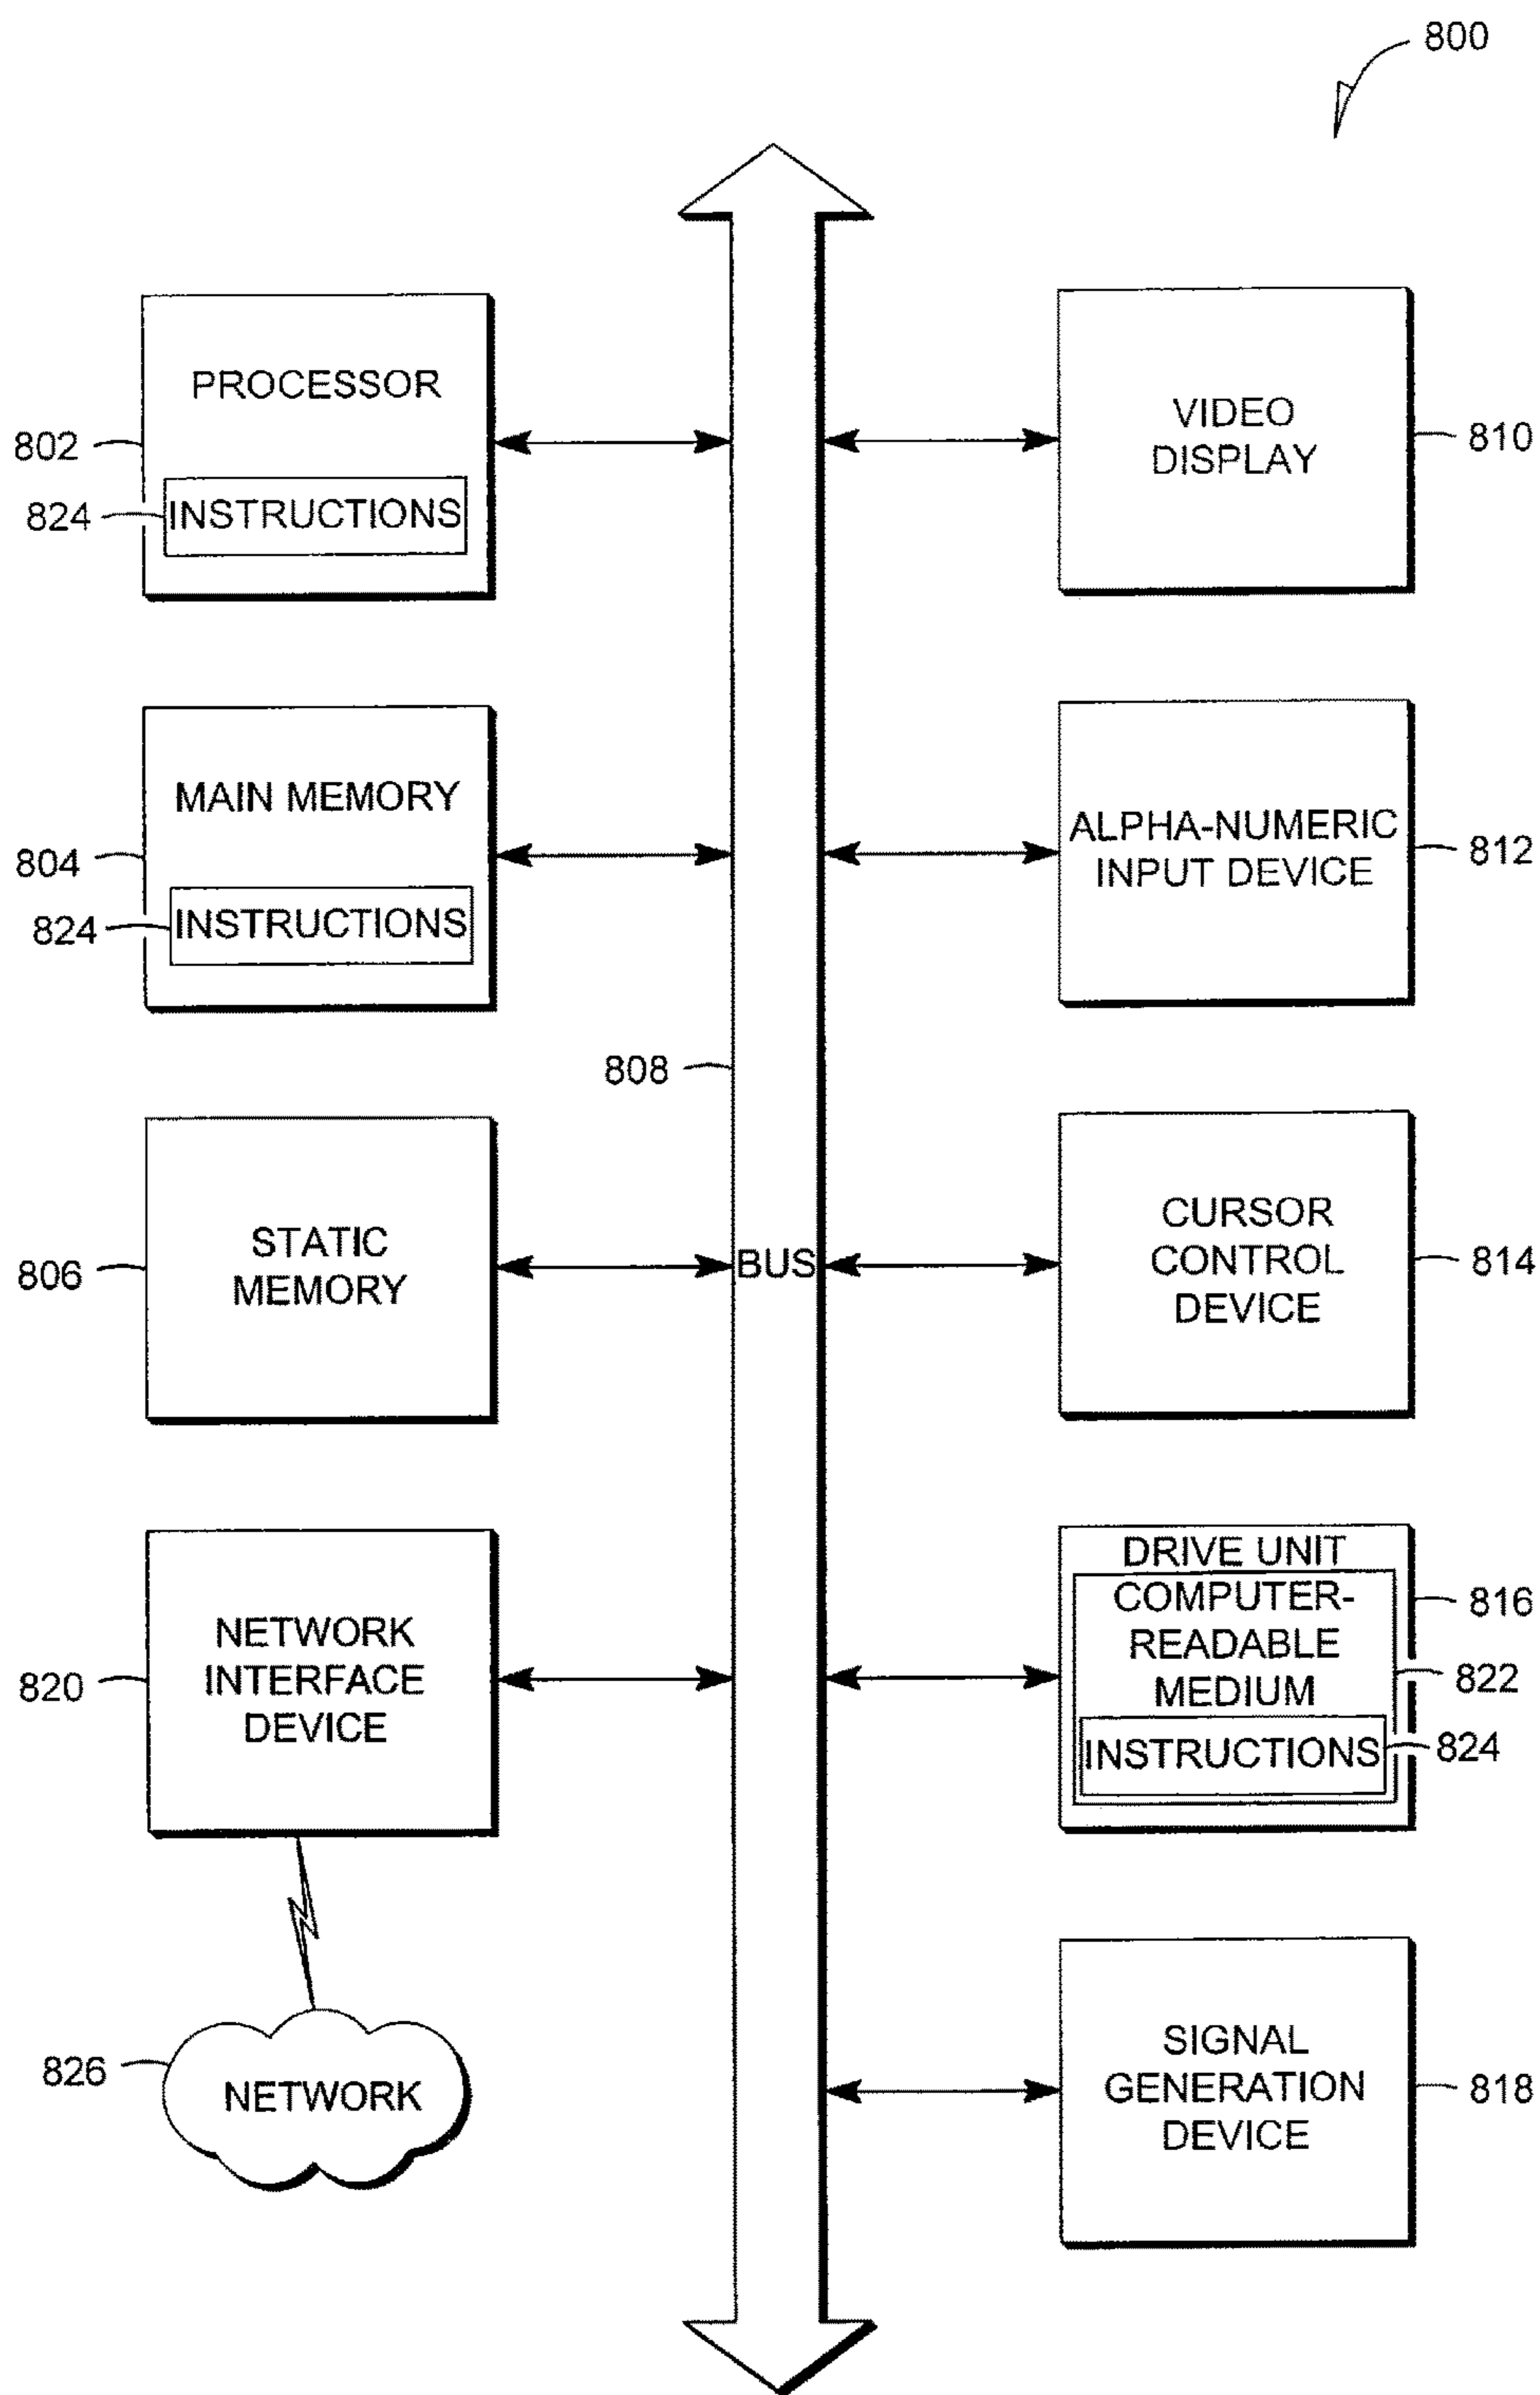 800
PROCESSOR
802
824
INSTRUCTIONS
VIDEO
DISPLAY
810
MAIN MEMORY
804
824
INSTRUCTIONS
ALPHA-NUMERIC
INPUT DEVICE
812
808
STATIC
MEMORY
806
BUS
CURSOR
CONTROL
DEVICE
814
NETWORK
INTERFACE
DEVICE
820
DRIVE UNIT
COMPUTER-
READABLE
MEDIUM
816
822
INSTRUCTIONS
824
826
NETWORK
SIGNAL
GENERATION
DEVICE
818